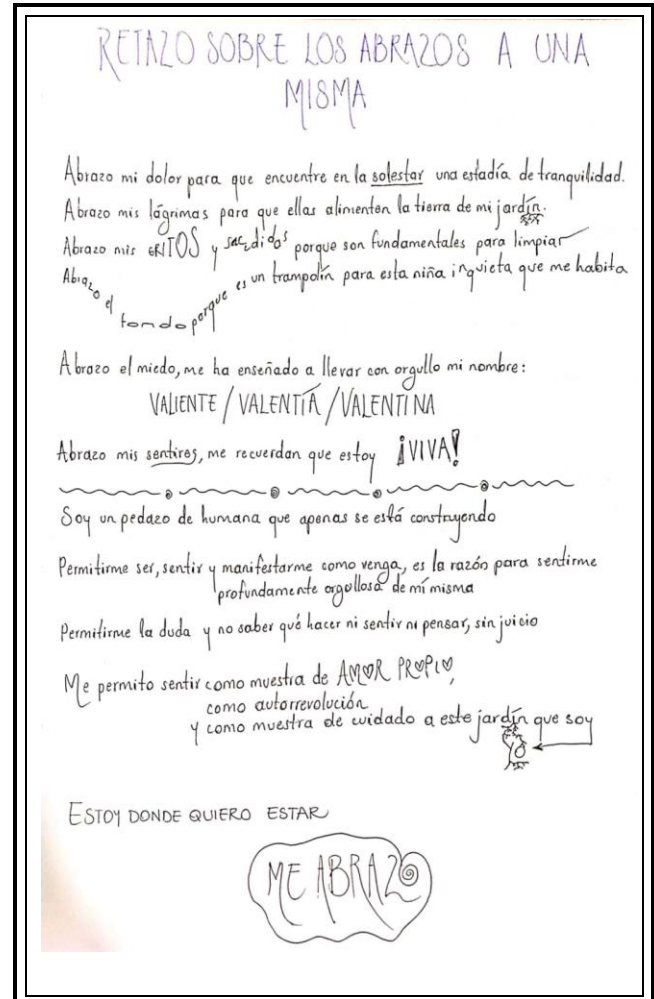 RETAZO SOBRE LOS ABRAZOS A UNA
MISMA
Abrazo mi dolor para que encuentre en la solestar una estadía de tranquilidad.
Abrazo mis lágrimas para que ellas alimenten la tierra de mi jardín.
Abrazo mis GRITOS y sacudidos porque son fundamentales para limpiar
Abrazo el fondo porque es un trampolín para esta niña inquieta que me habita
Abrazo el miedo, me ha enseñado a llevar con orgullo mi nombre:
VALIENTE / VALENTÍA / VALENTINA
Abrazo mis sentires, me recuerdan que estoy ¡VIVA!
Soy un pedazo de humana que apenas se está construyendo
Permitirme ser, sentir y manifestarme como venga, es la razón para sentirme
profundamente orgullosa de mí misma
Permitirme la duda y no saber qué hacer ni sentir ni pensar, sin juicio
Me permito sentir como muestra de AMOR PROPIO,
como autorrevolución
y como muestra de cuidado a este jardín que soy
YO
ESTOY DONDE QUIERO ESTAR
ME ABRAZO